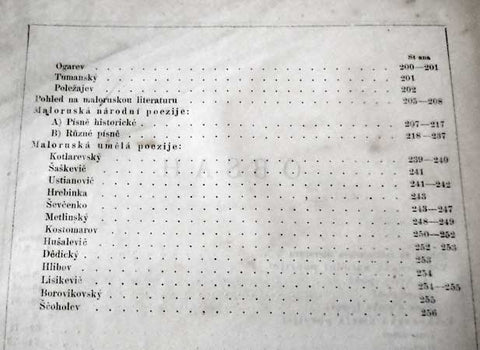 Strana
Ogarev 200—201
Tumanský 201
Poležajev 202
Pohled na maloruskou literaturu 205—208
Maloruská národní poezije:
A) Písně historické 207—217
B) Různé písně 218—237
Maloruská umělá poezije:
Kotlarevský 239—240
Šaškevič 241
Ustianovič 241—242
Hrebinka 243
Ševčenko 243—247
Metlinský 248—249
Kostomarov 250—252
Hušalevič 252—253
Dědický 253
Hlibov 254
Lisikevič 254—255
Borovikovský 255
Ščoholev 256